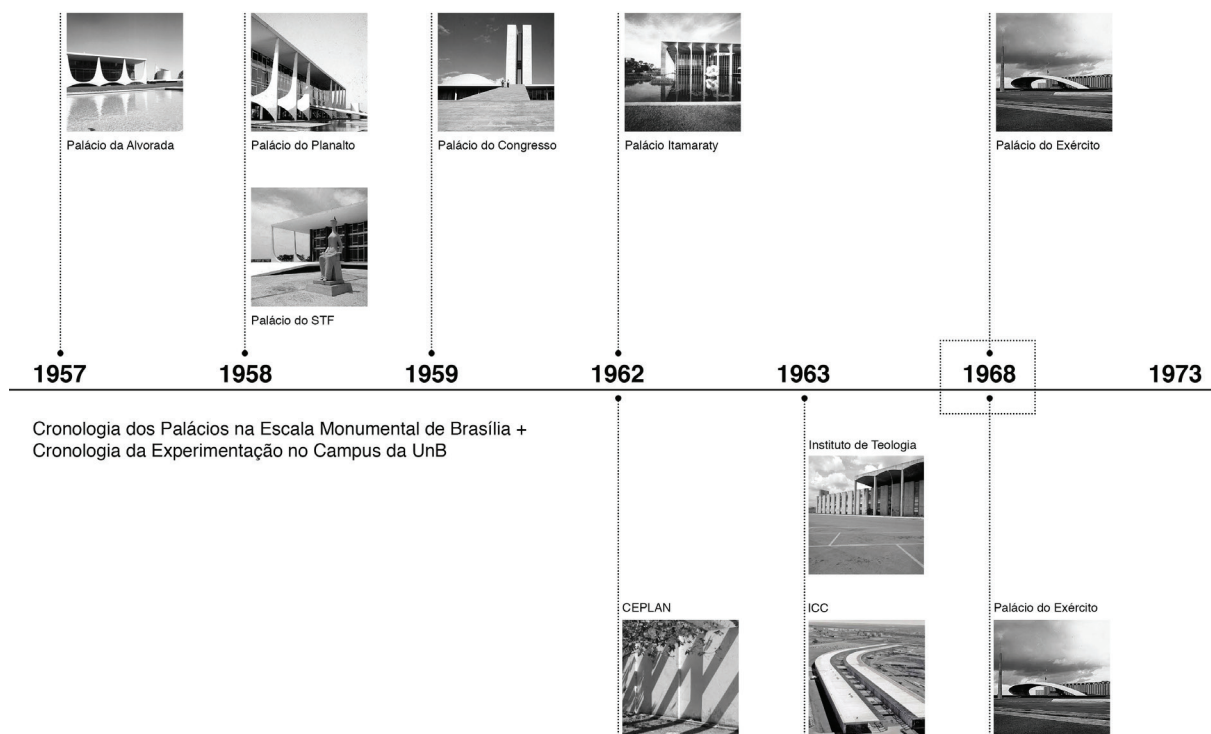 Palácio da Alvorada
Palácio do Planalto
Palácio do Congresso
Palácio Itamaraty
Palácio do Exército
Palácio do STF
1957
1958
1959
1962
1963
1968
1973
Cronologia dos Palácios na Escala Monumental de Brasília +
Cronologia da Experimentação no Campus da UnB
Instituto de Teologia
CEPLAN
ICC
Palácio do Exército